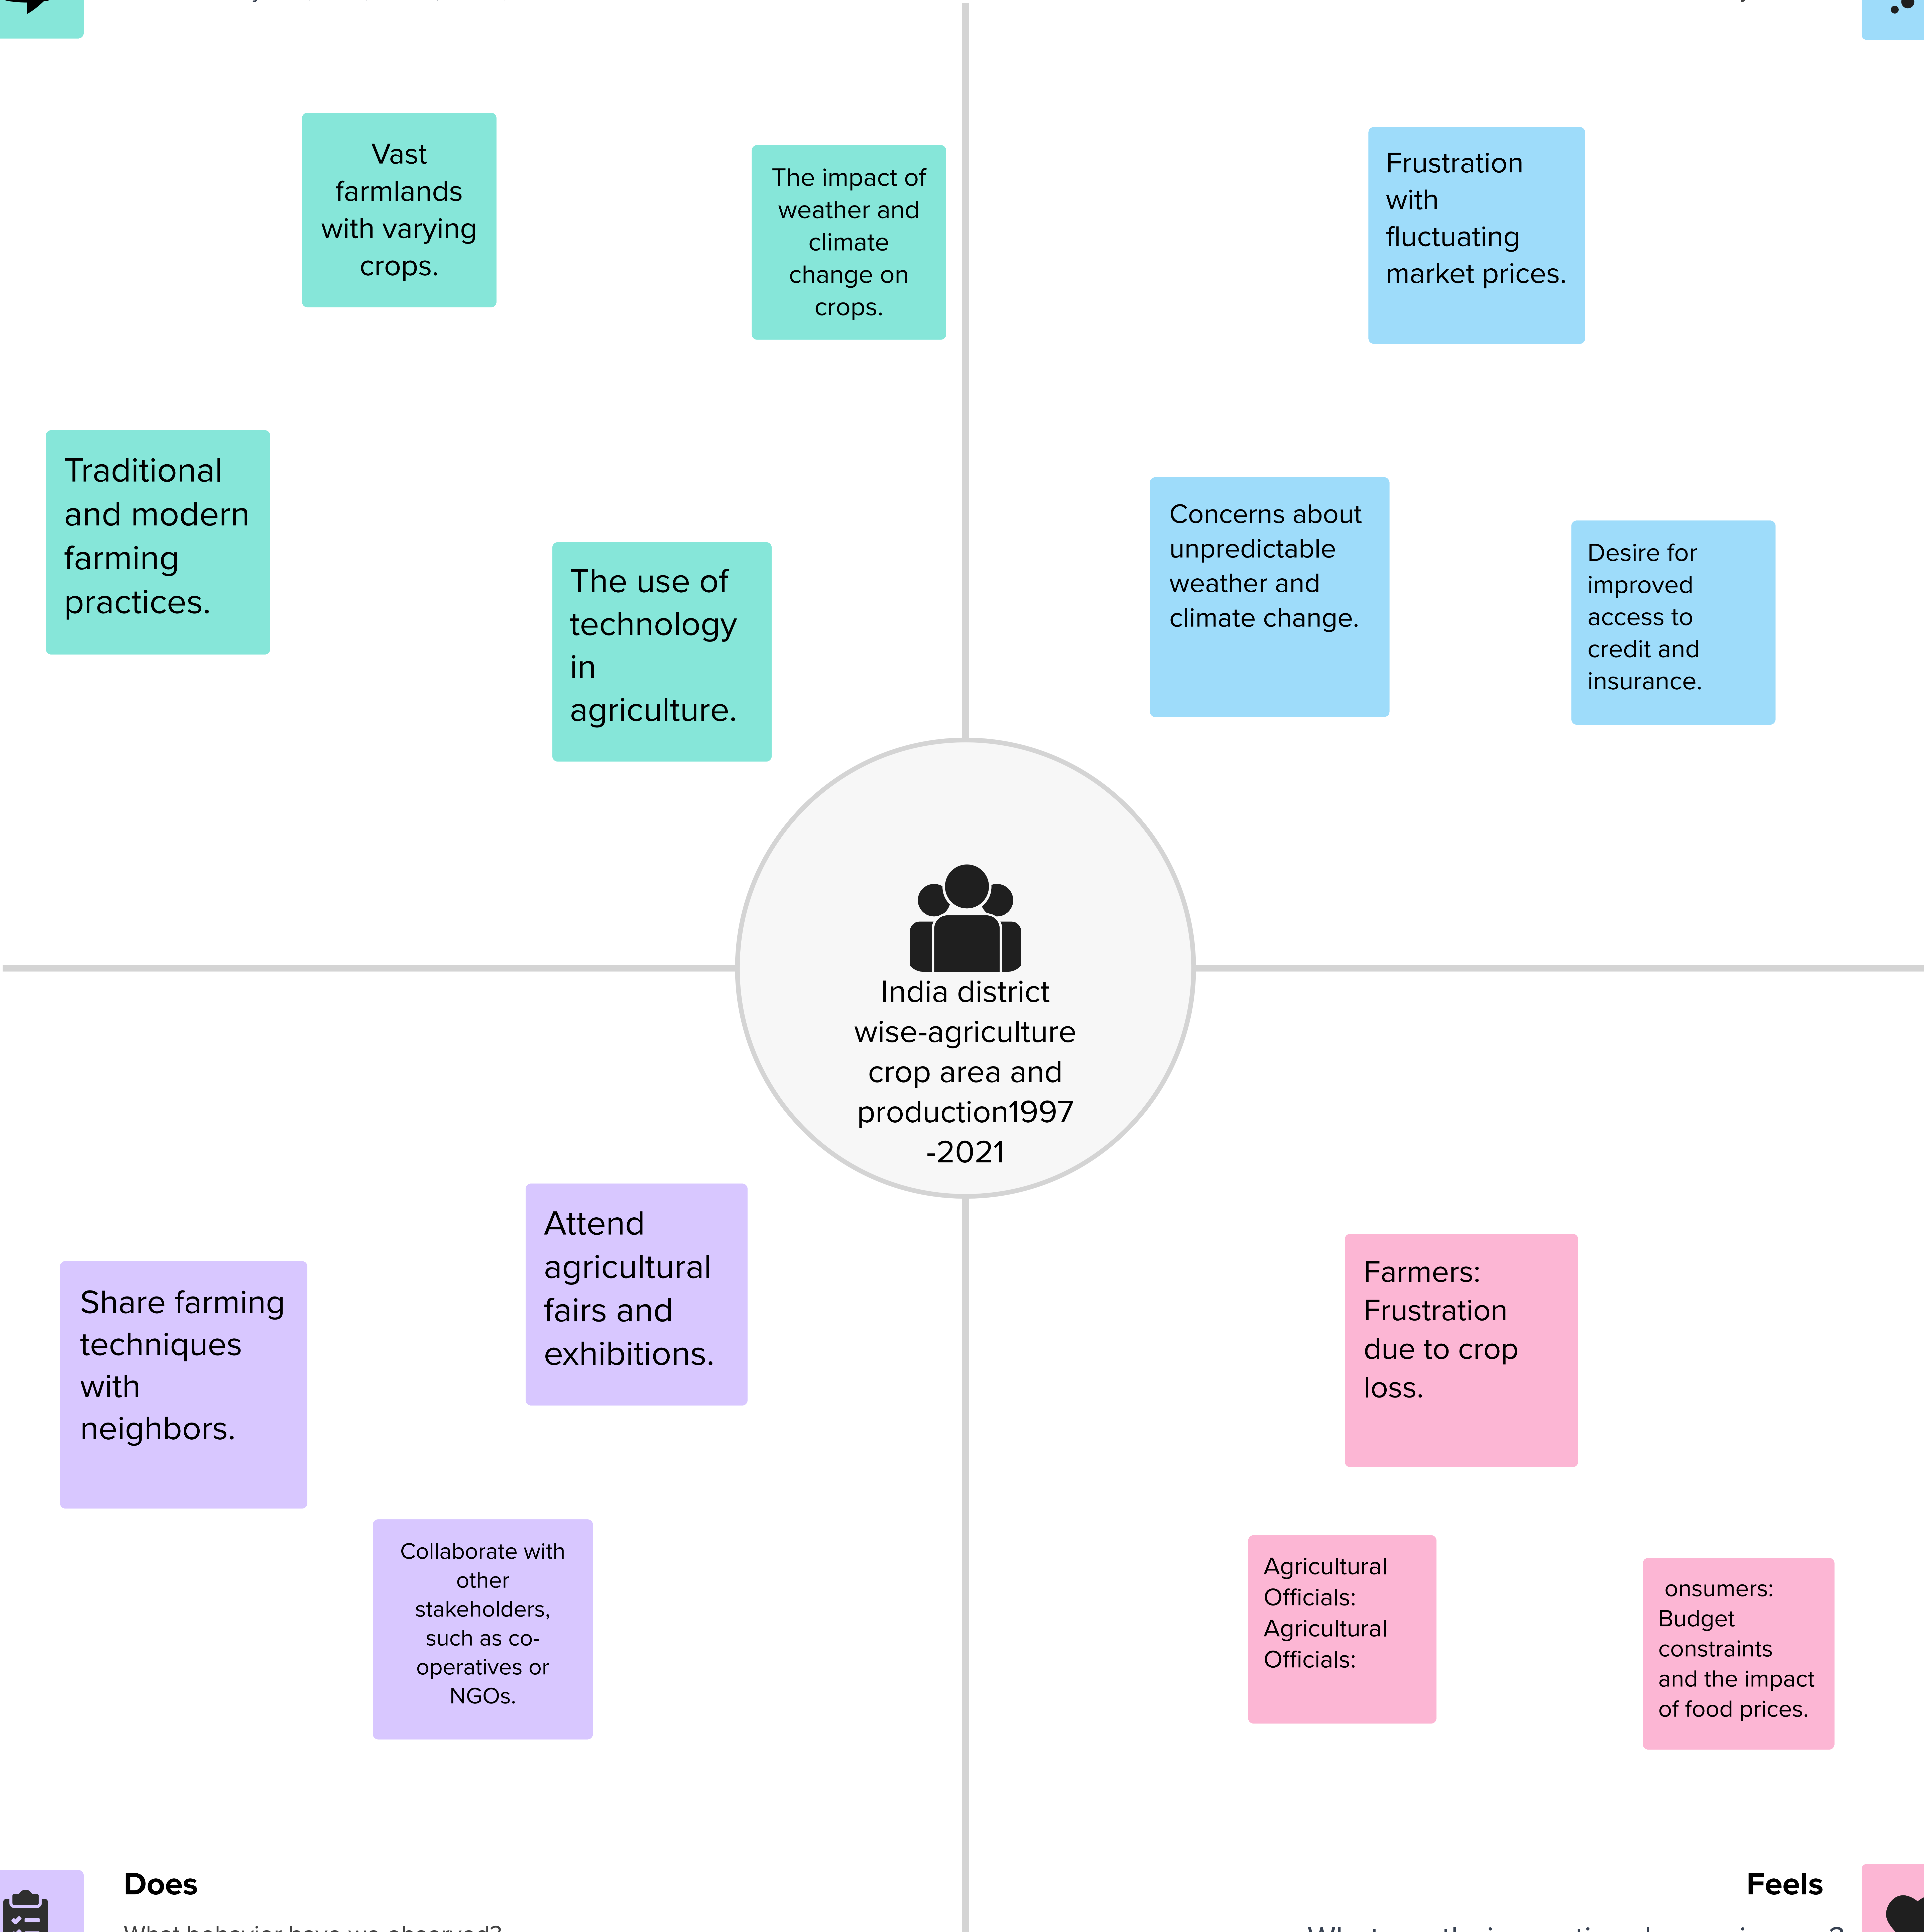 Vast
farmlands
with varying
crops.
The impact of
weather and
climate
change on
crops.
Traditional
and modern
farming
practices.
The use of
technology
in
agriculture.
Frustration
with
fluctuating
market prices.
Concerns about
unpredictable
weather and
climate change.
Desire for
improved
access to
credit and
insurance.
India district
wise-agriculture
crop area and
production1997
-2021
Share farming
techniques
with
neighbors.
Attend
agricultural
fairs and
exhibitions.
Collaborate with
other
stakeholders,
such as co-
operatives or
NGOs.
Farmers:
Frustration
due to crop
loss.
Agricultural
Officials:
Agricultural
Officials:
onsumers:
Budget
constraints
and the impact
of food prices.
Does
What behavior have we observed?
Feels